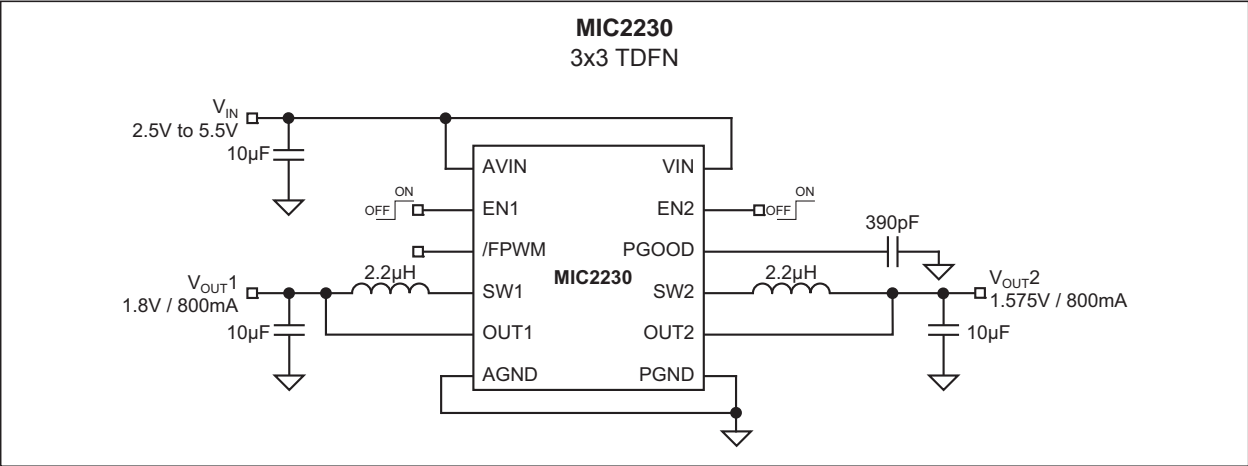 MIC2230
3x3 TDFN
VIN
2.5V to 5.5V
10µF
AVIN
VIN
ON
OFF
EN1
EN2
ON
OFF
/FPWM
PGOOD
390pF
MIC2230
VOUT1
1.8V / 800mA
2.2µH
SW1
SW2
2.2µH
VOUT2
1.575V / 800mA
10µF
OUT1
OUT2
10µF
AGND
PGND